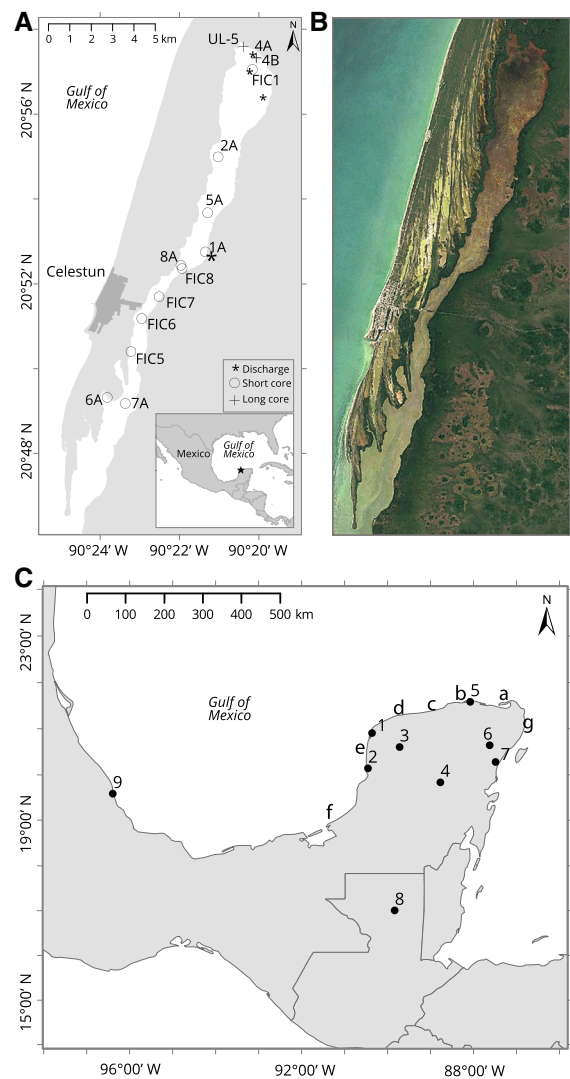 A
0 1 2 3 4 5 km
N
UL-5
4A
4B
FIC1
Gulf of
Mexico
20°56′ N
2A
5A
1A
8A
FIC8
Celestun
20°52′ N
FIC7
FIC6
FIC5
6A
7A
* Discharge
Short core
Long core
20°48′ N
Mexico
Gulf of
Mexico
90°24′ W
90°22′ W
90°20′ W
B
C
0 100 200 300 400 500 km
N
23°00′ N
Gulf of
Mexico
a
b
5
c
d
g
1
3
6
e
2
7
4
9
f
19°00′ N
8
15°00′ N
96°00′ W
92°00′ W
88°00′ W